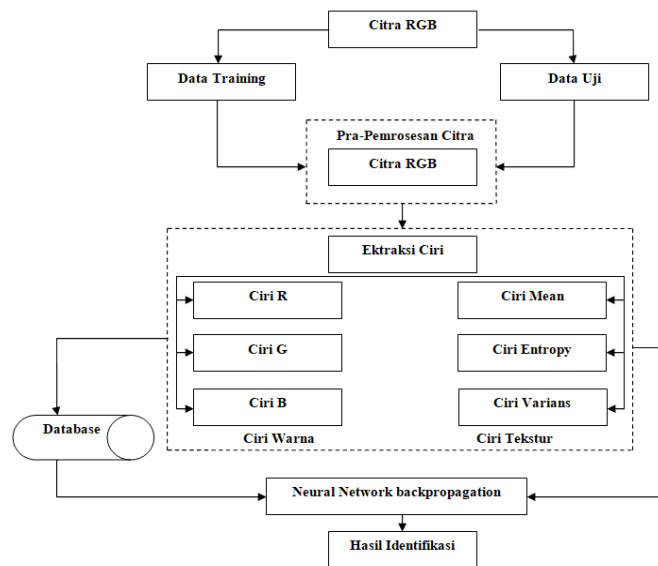 Citra RGB
Data Training
Data Uji
Pra-Pemrosesan Citra
Citra RGB
Ektraksi Ciri
Ciri R
Ciri Mean
Ciri G
Ciri Entropy
Ciri B
Ciri Varians
Ciri Warna
Ciri Tekstur
Database
Neural Network backpropagation
Hasil Identifikasi